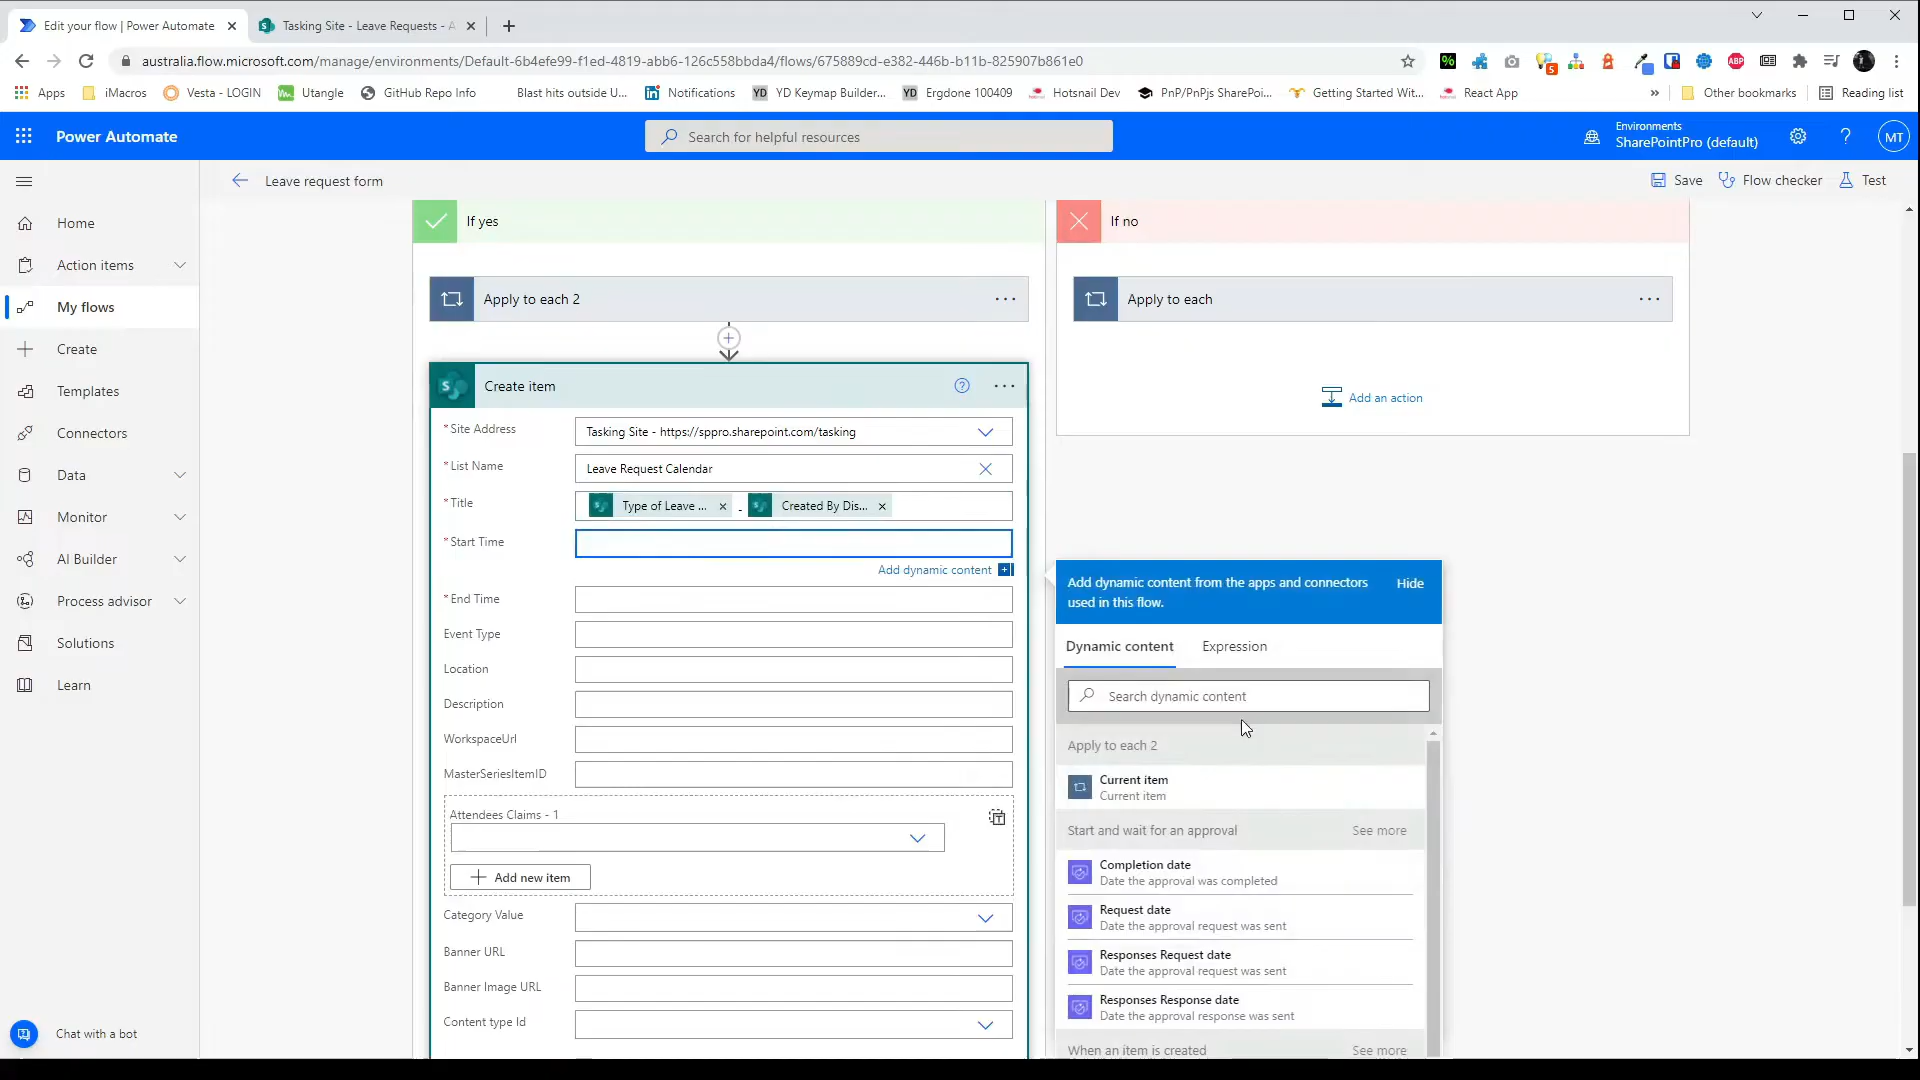 Edit your flow | Power Automate
Tasking Site - Leave Requests - A
australia.flow.microsoft.com/manage/environments/Default-6b4efe99-f1ed-4819-abb6-126c558bbda4/flows/675889cd-e382-446b-b11b-825907b861e0
5
ABP
Apps
iMacros
Vesta - LOGIN
Utangle
GitHub Repo Info
Blast hits outside U...
Notifications
YD
YD Keymap Builder...
YD
Ergdone 100409
Hotsnail Dev
PnP/PnPjs SharePoi...
Getting Started Wit...
React App
»
Other bookmarks
Reading list
Power Automate
Search for helpful resources
Environments
SharePointPro (default)
?
MT
Leave request form
Save
Flow checker
Test
Home
Action items
My flows
Create
Templates
Connectors
Data
Monitor
AI Builder
Process advisor
Solutions
Learn
Chat with a bot
If yes
Apply to each 2
...
Create item
...
* Site Address
Tasking Site - https://sppro.sharepoint.com/tasking
* List Name
Leave Request Calendar
* Title
Type of Leave ... × - Created By Dis... ×
* Start Time
Add dynamic content
* End Time
Event Type
Location
Description
WorkspaceUrl
MasterSeriesItemID
Attendees Claims - 1
Add new item
Category Value
Banner URL
Banner Image URL
Content type Id
If no
Apply to each
...
Add an action
Add dynamic content from the apps and connectors
used in this flow.
Hide
Dynamic content
Expression
Search dynamic content
Apply to each 2
Current item
Current item
Start and wait for an approval
See more
Completion date
Date the approval was completed
Request date
Date the approval request was sent
Responses Request date
Date the approval request was sent
Responses Response date
Date the approval response was sent
When an item is created
See more